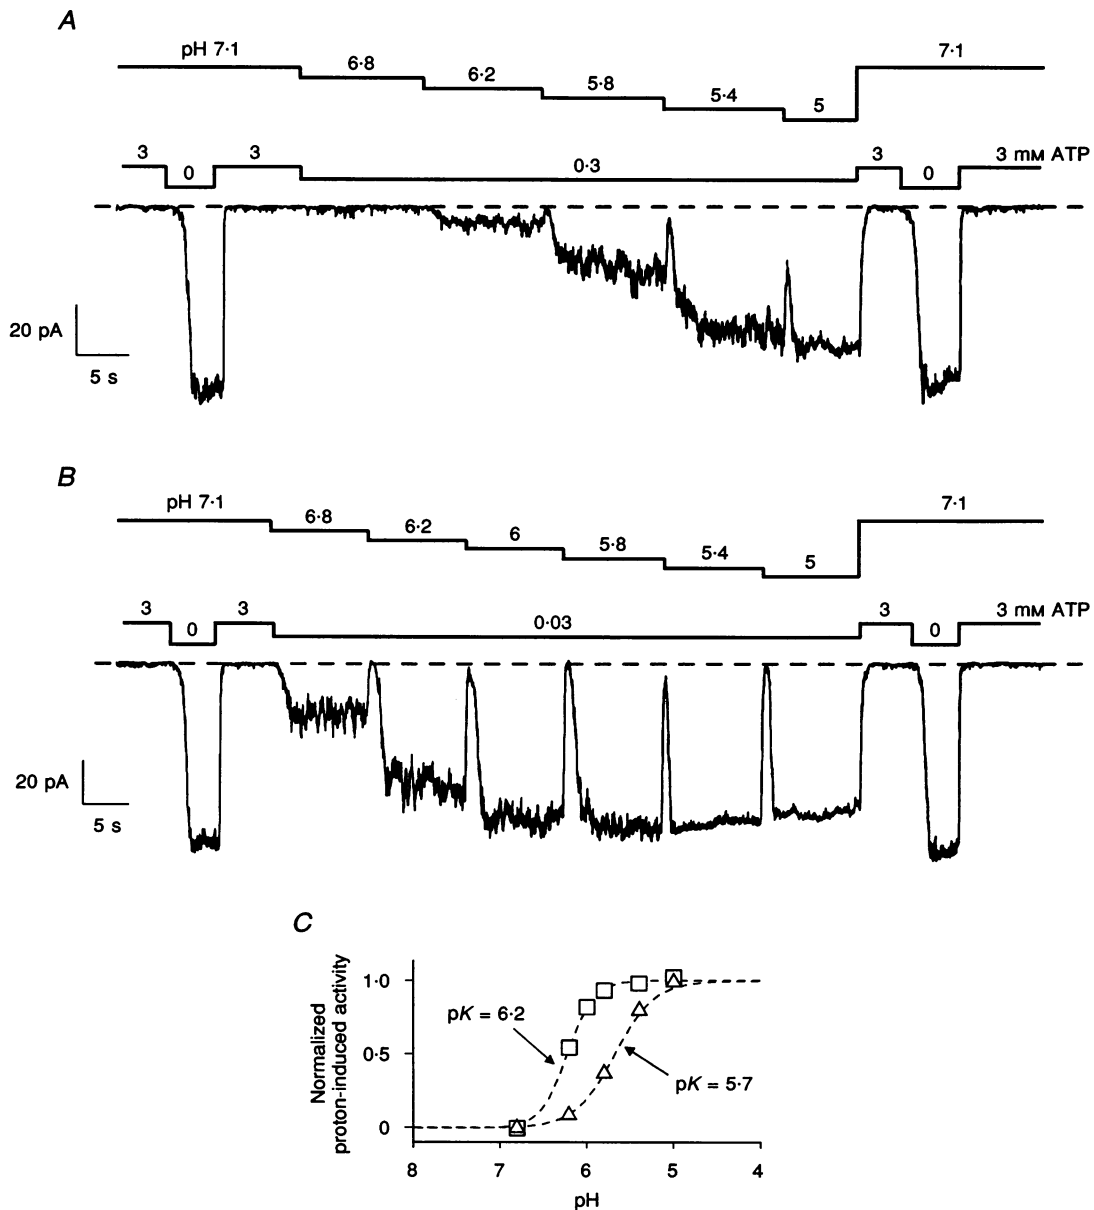 A
pH 7·1
6·8
6·2
5·8
5·4
5
7·1
3
0
3
0·3
3
0
3 mM ATP
20 pA
5 s
B
pH 7·1
6·8
6·2
6
5·8
5·4
5
7·1
3
0
3
0·03
3
0
3 mM ATP
20 pA
5 s
C
Normalized
proton-induced activity
1·0
0·5
0
pK = 6·2
pK = 5·7
8
7
6
5
4
pH